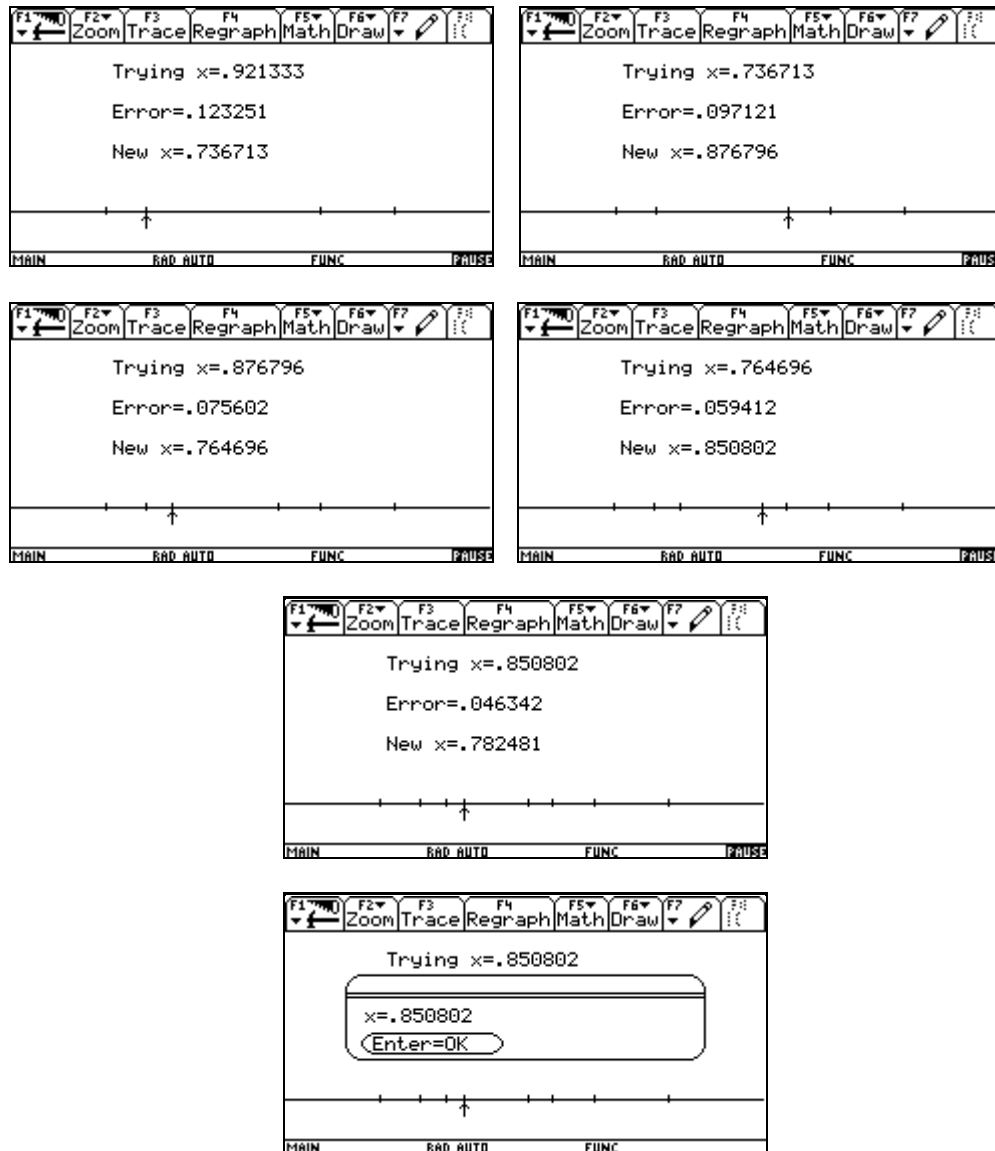 F1 F2 F3 F4 F5 F6 F7
Zoom Trace Regraph Math Draw
Trying x=.921333
Error=.123251
New x=.736713
MAIN RAD AUTO FUNC PAUSE
F1 F2 F3 F4 F5 F6 F7
Zoom Trace Regraph Math Draw
Trying x=.736713
Error=.097121
New x=.876796
MAIN RAD AUTO FUNC
F1 F2 F3 F4 F5 F6 F7
Zoom Trace Regraph Math Draw
Trying x=.876796
Error=.075602
New x=.764696
MAIN RAD AUTO FUNC PAUSE
F1 F2 F3 F4 F5 F6 F7
Zoom Trace Regraph Math Draw
Trying x=.764696
Error=.059412
New x=.850802
MAIN RAD AUTO FUNC
F1 F2 F3 F4 F5 F6 F7
Zoom Trace Regraph Math Draw
Trying x=.850802
Error=.046342
New x=.782481
MAIN RAD AUTO FUNC PAUSE
F1 F2 F3 F4 F5 F6 F7
Zoom Trace Regraph Math Draw
Trying x=.850802
x=.850802
Enter=OK
MAIN RAD AUTO FUNC